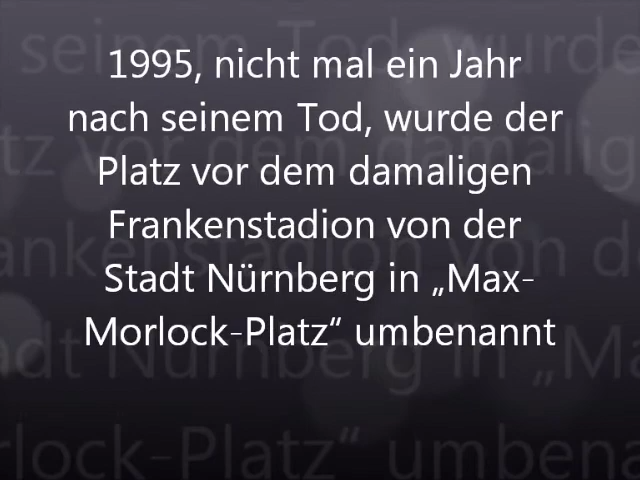 1995, nicht mal ein Jahr
nach seinem Tod, wurde der
Platz vor dem damaligen
Frankenstadion von der
Stadt Nürnberg in „Max-
Morlock-Platz“ umbenannt